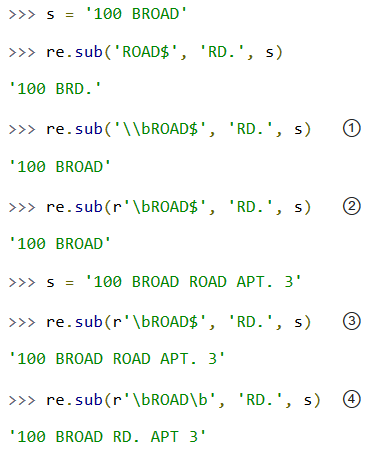 >>> s = '100 BROAD'
>>> re.sub('ROAD$', 'RD.', s)
'100 BRD.'
>>> re.sub('\\bROAD$', 'RD.', s) ①
'100 BROAD'
>>> re.sub(r'\bROAD$', 'RD.', s) ②
'100 BROAD'
>>> s = '100 BROAD ROAD APT. 3'
>>> re.sub(r'\bROAD$', 'RD.', s) ③
'100 BROAD ROAD APT. 3'
>>> re.sub(r'\bROAD\b', 'RD.', s) ④
'100 BROAD RD. APT 3'